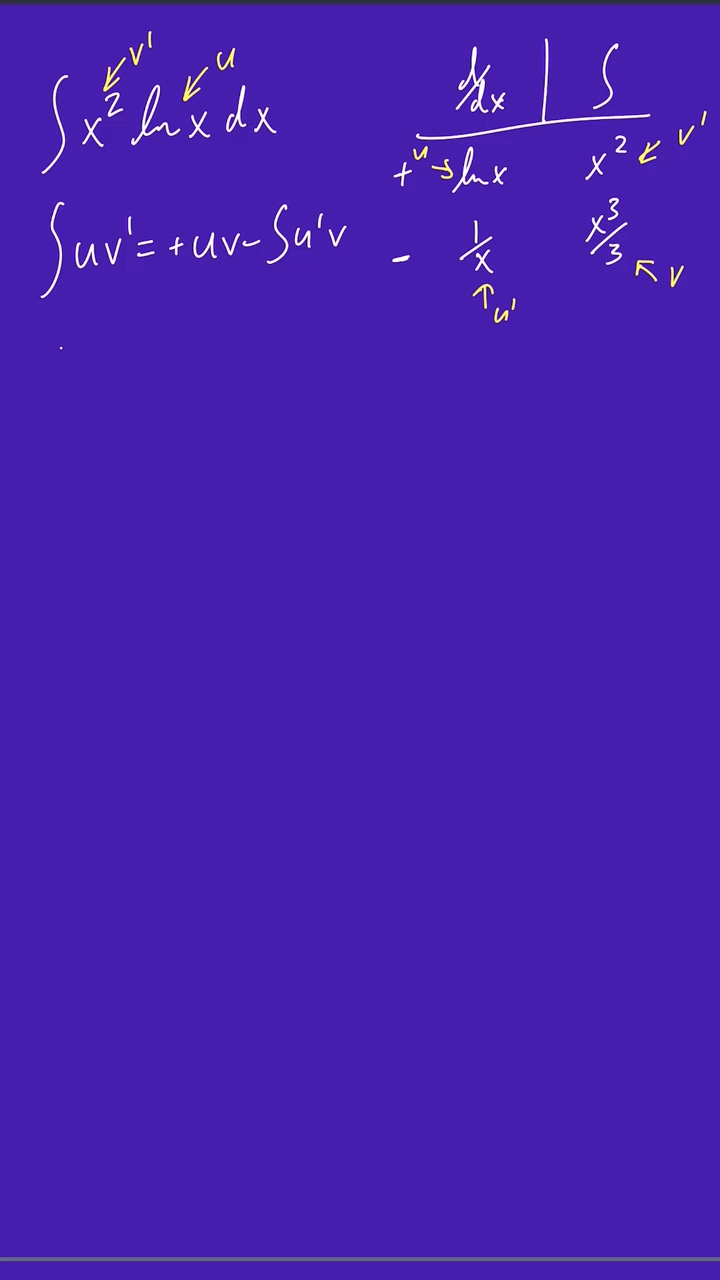 v' u
∫ x² ln x dx
∫ uv' = +uv - ∫ u'v
d/dx | ∫
+ u → ln x x² ← v'
- 1/x x³/3 ← v
↑ u'